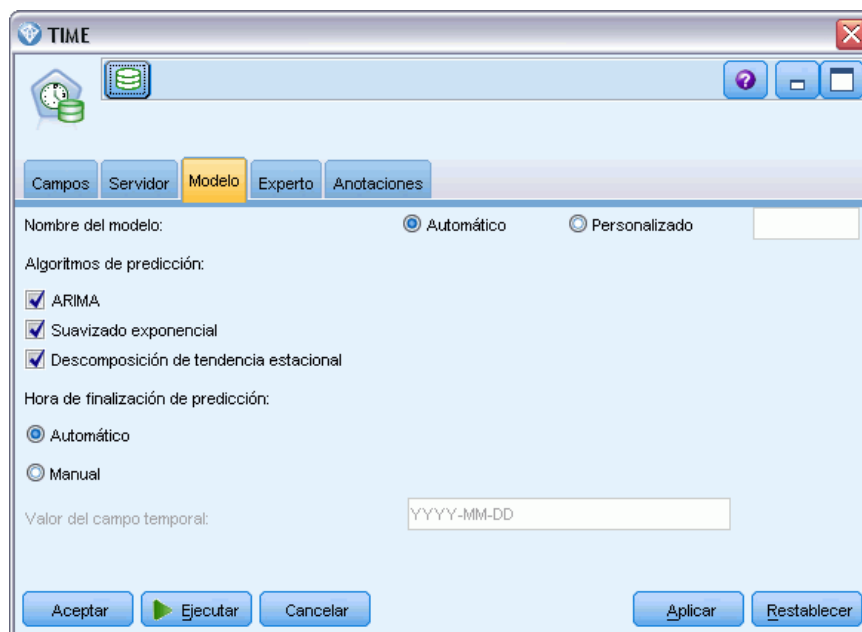 TIME
Campos Servidor Modelo Experto Anotaciones
Nombre del modelo: Automático Personalizado
Algoritmos de predicción:
ARIMA
Suavizado exponencial
Descomposición de tendencia estacional
Hora de finalización de predicción:
Automático
Manual
Valor del campo temporal: YYYY-MM-DD
Aceptar Ejecutar Cancelar Aplicar Restablecer